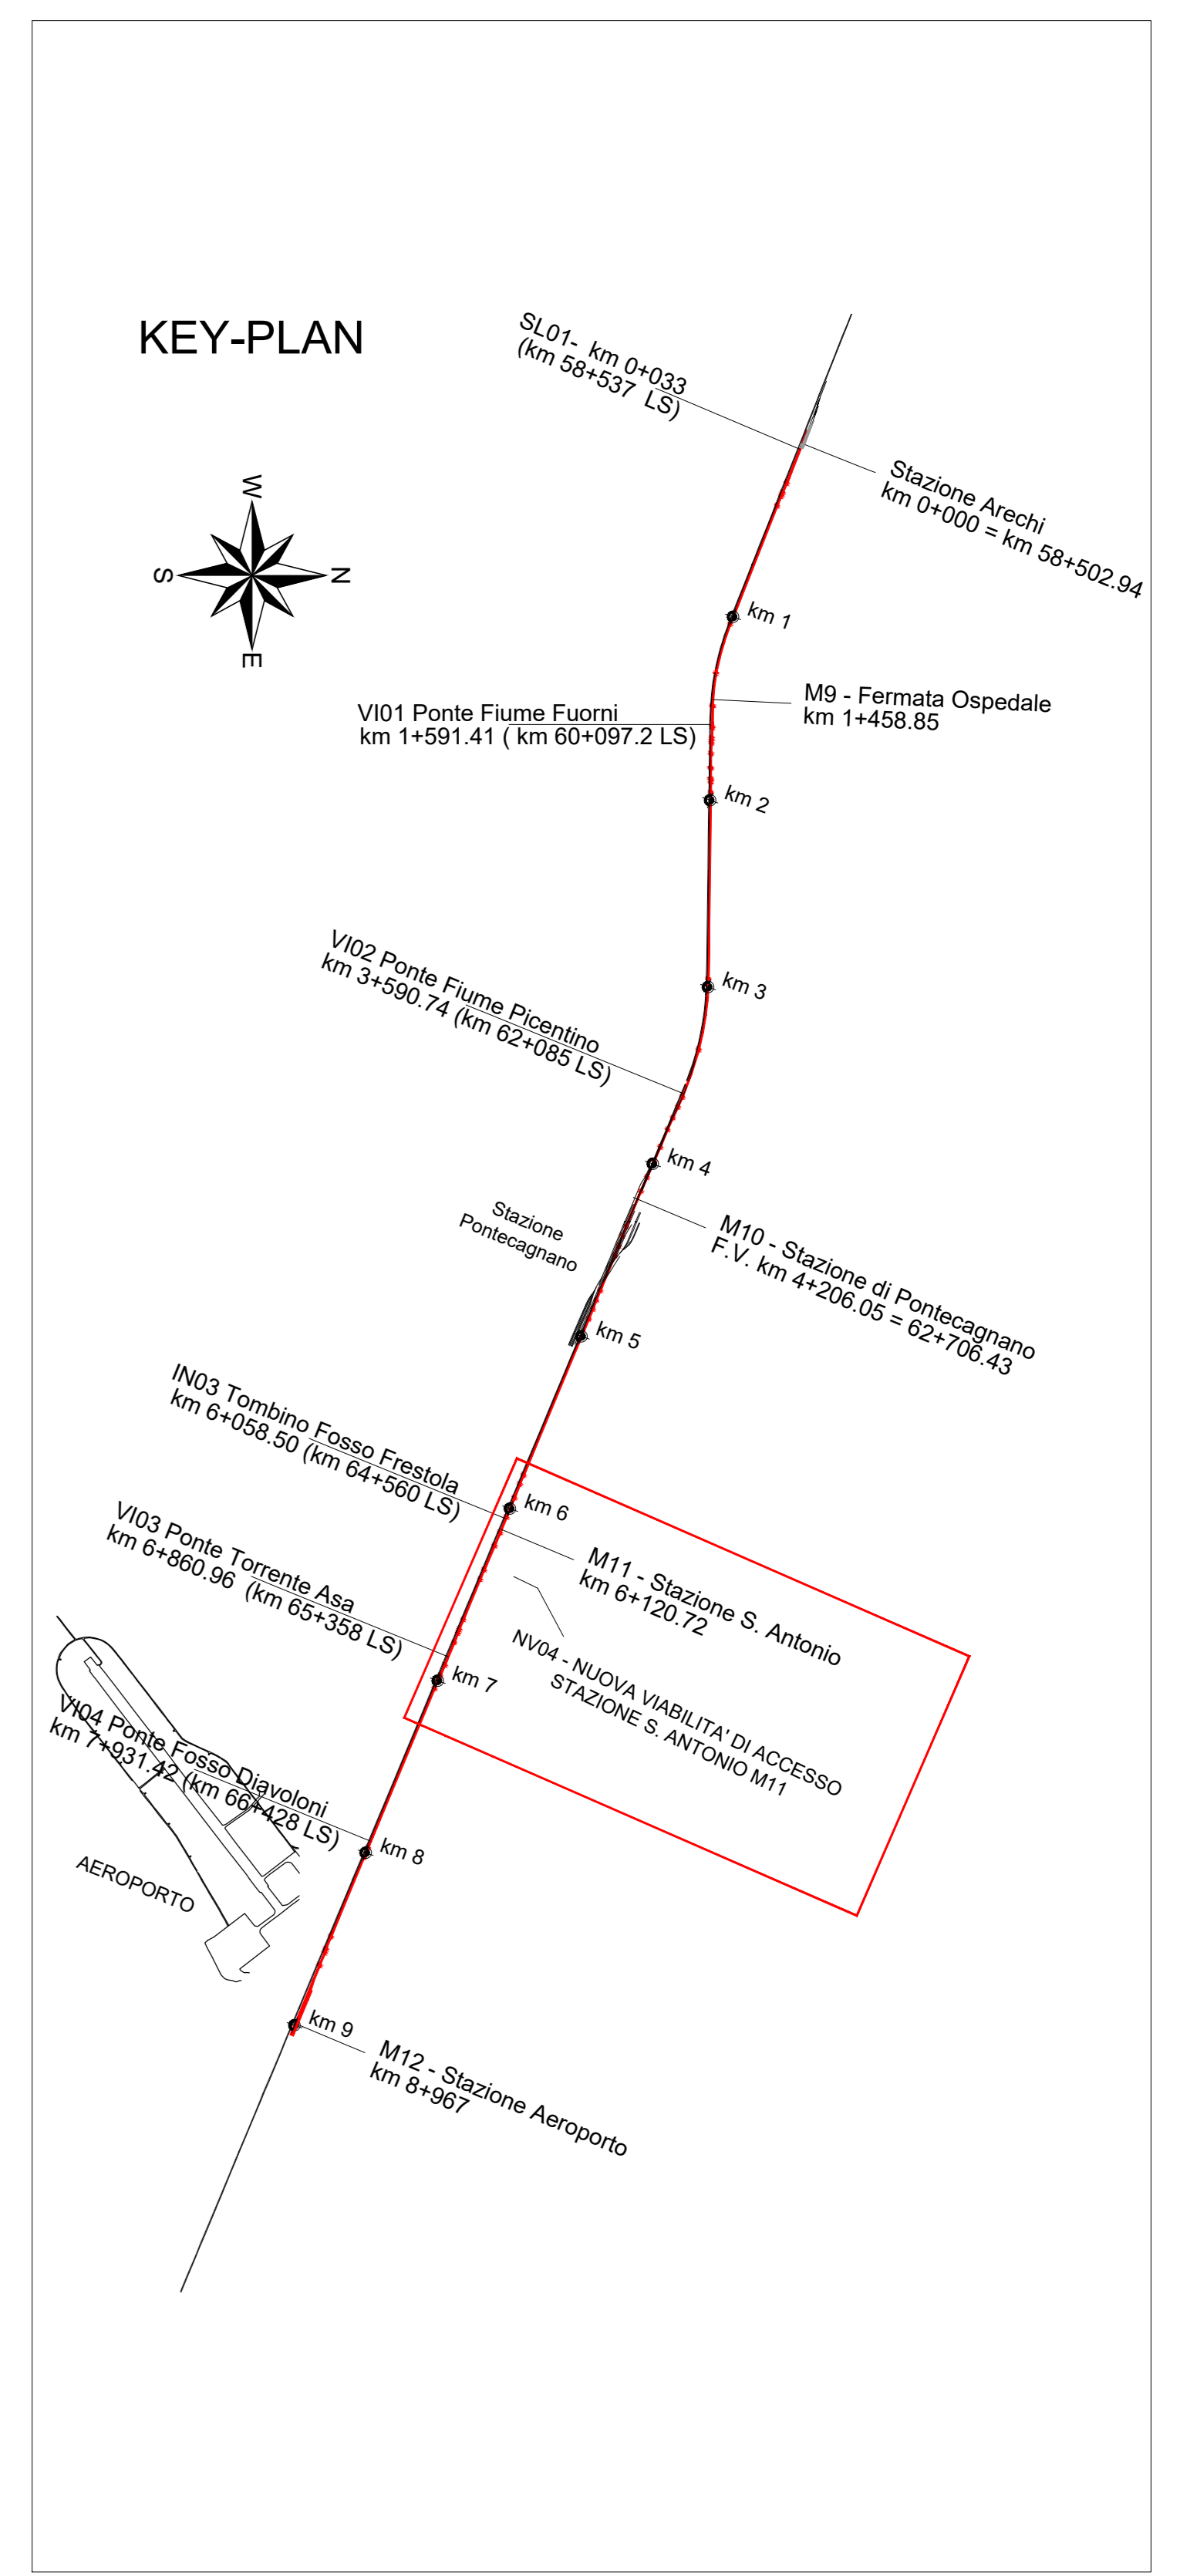 KEY-PLAN
SL01-  km 0+033
(km 58+537  LS)
Stazione Arechi
km 0+000 = km 58+502.94
W
S
N
E
km 1
M9 - Fermata Ospedale
km 1+458.85
VI01 Ponte Fiume Fuorni
km 1+591.41 ( km 60+097.2 LS)
km 2
VI02 Ponte Fiume Picentino
km 3+590.74 (km 62+085 LS)
km 3
km 4
Stazione
Pontecagnano
M10 - Stazione di Pontecagnano
F.V. km 4+206.05 = 62+706.43
km 5
IN03 Tombino Fosso Frestola
km 6+058.50 (km 64+560 LS)
km 6
M11 - Stazione S. Antonio
km 6+120.72
VI03 Ponte Torrente Asa
km 6+860.96  (km 65+358 LS)
NV04 - NUOVA VIABILITA' DI ACCESSO
STAZIONE S. ANTONIO M11
km 7
VI04 Ponte Fosso Diavoloni
km 7+931.42 (km 66+428 LS)
km 8
AEROPORTO
km 9
M12 - Stazione Aeroporto
km 8+967